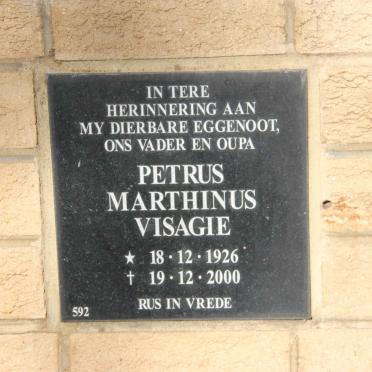 IN TERE
HERINNERING AAN
MY DIERBARE EGGENOOT,
ONS VADER EN OUPA
PETRUS
MARTHINUS
VISAGIE
★ 18 · 12 · 1926
† 19 · 12 · 2000
RUS IN VREDE
592